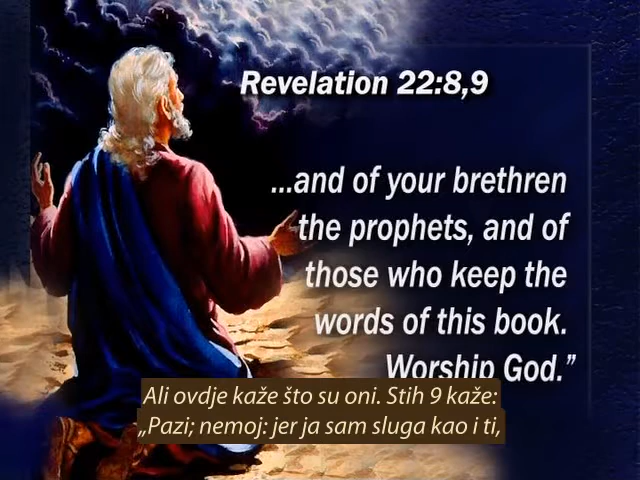 Revelation 22:8,9
...and of your brethren
the prophets, and of
those who keep the
words of this book.
Worship God.”
Ali ovdje kaže što su oni. Stih 9 kaže:
„Pazi; nemoj: jer ja sam sluga kao i ti,